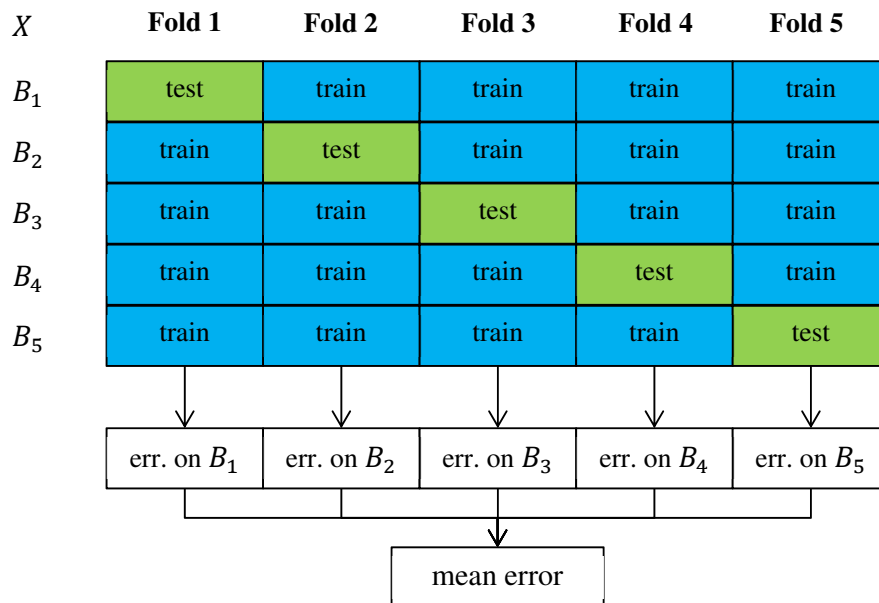 X Fold 1 Fold 2 Fold 3 Fold 4 Fold 5
B₁ test train train train train
B₂ train test train train train
B₃ train train test train train
B₄ train train train test train
B₅ train train train train test
err. on B₁ err. on B₂ err. on B₃ err. on B₄ err. on B₅
mean error